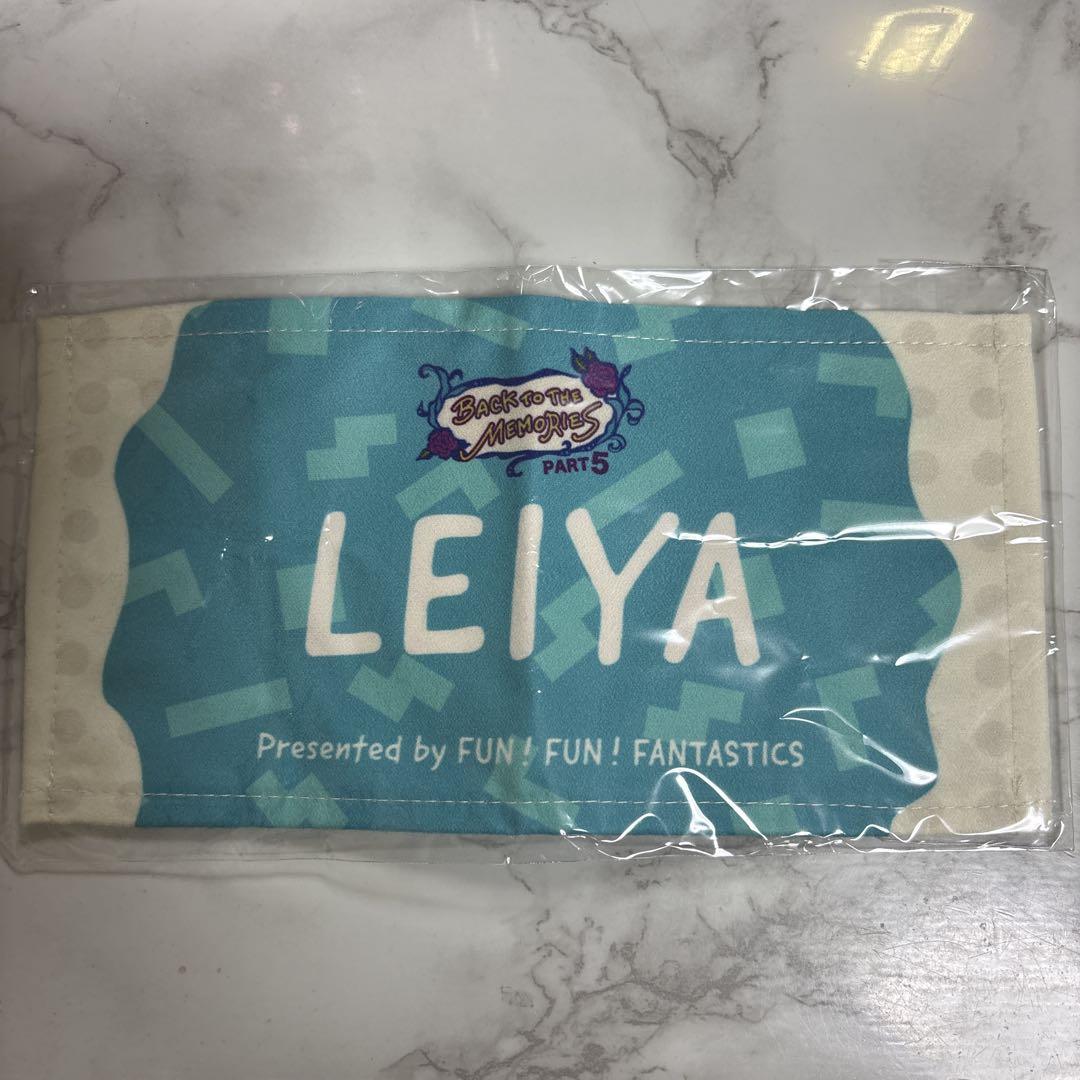 BACK TO THE
MEMORIES
PART 5
LEIYA
Presented by FUN! FUN! FANTASTICS